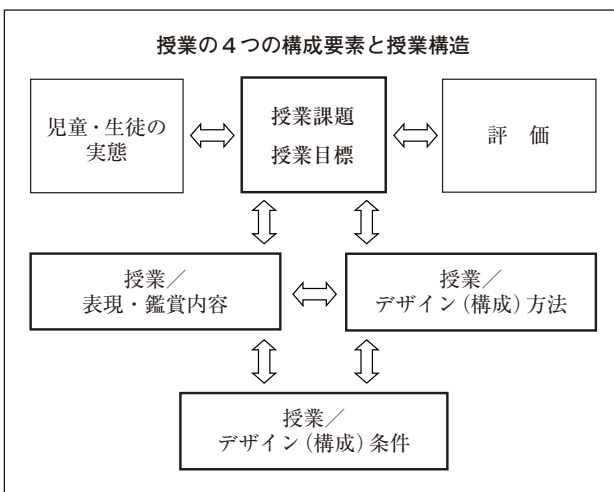 授業の4つの構成要素と授業構造
児童・生徒の
実態
授業課題
授業目標
評　価
授業／
表現・鑑賞内容
授業／
デザイン（構成）方法
授業／
デザイン（構成）条件